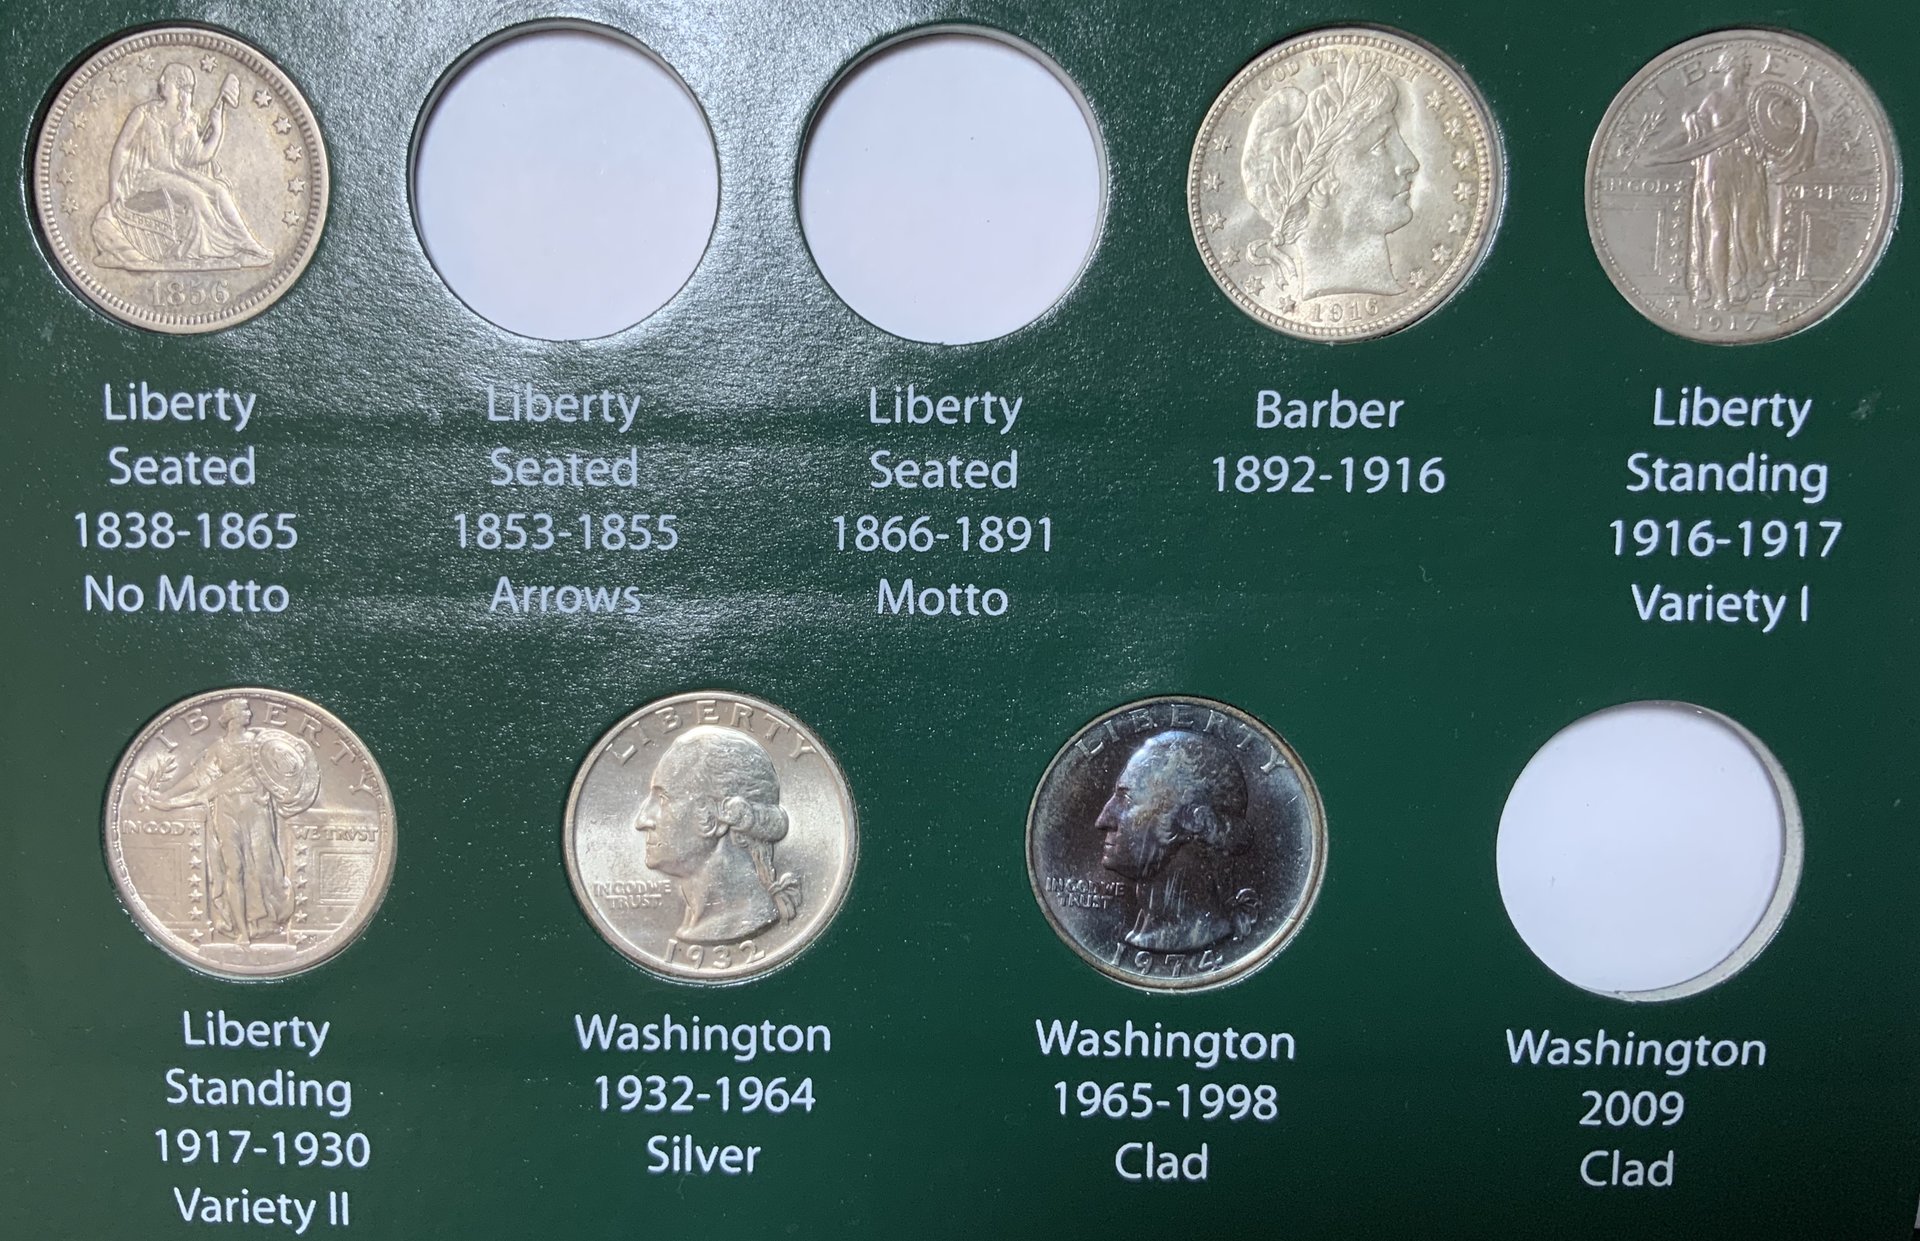 1856
IN GOD WE TRUST
1916
LIBERTY
IN GOD WE TRUST
1917
Liberty
Seated
1838-1865
No Motto
Liberty
Seated
1853-1855
Arrows
Liberty
Seated
1866-1891
Motto
Barber
1892-1916
Liberty
Standing
1916-1917
Variety I
LIBERTY
IN GOD WE TRUST
LIBERTY
IN GOD WE
TRUST
1932
LIBERTY
IN GOD WE
TRUST
1974
Liberty
Standing
1917-1930
Variety II
Washington
1932-1964
Silver
Washington
1965-1998
Clad
Washington
2009
Clad